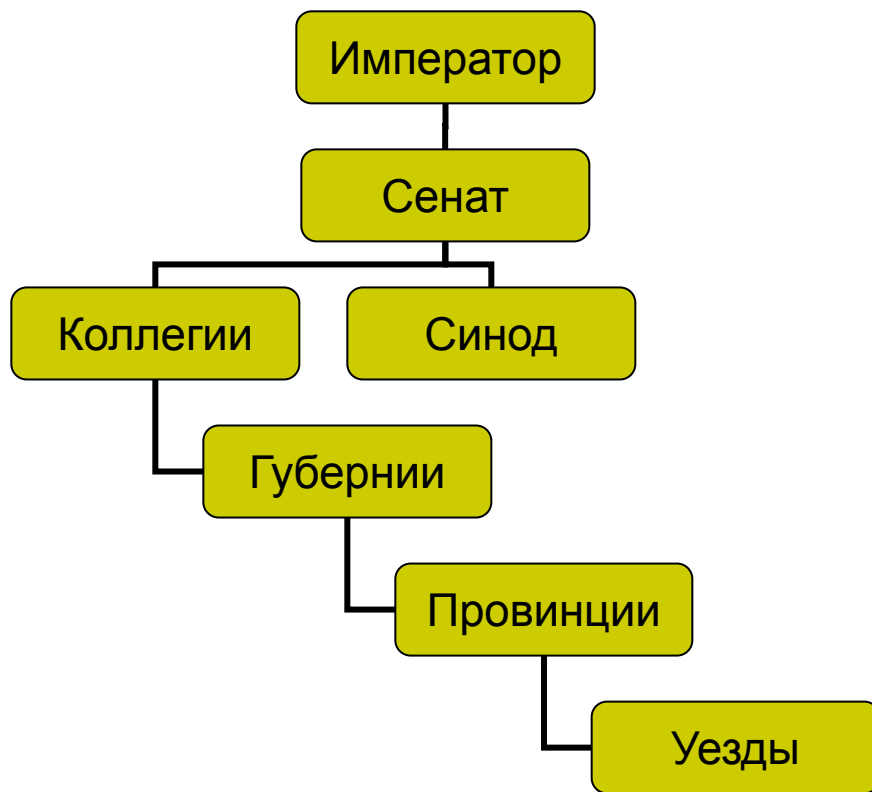 Император
Сенат
Коллегии
Синод
Губернии
Провинции
Уезды